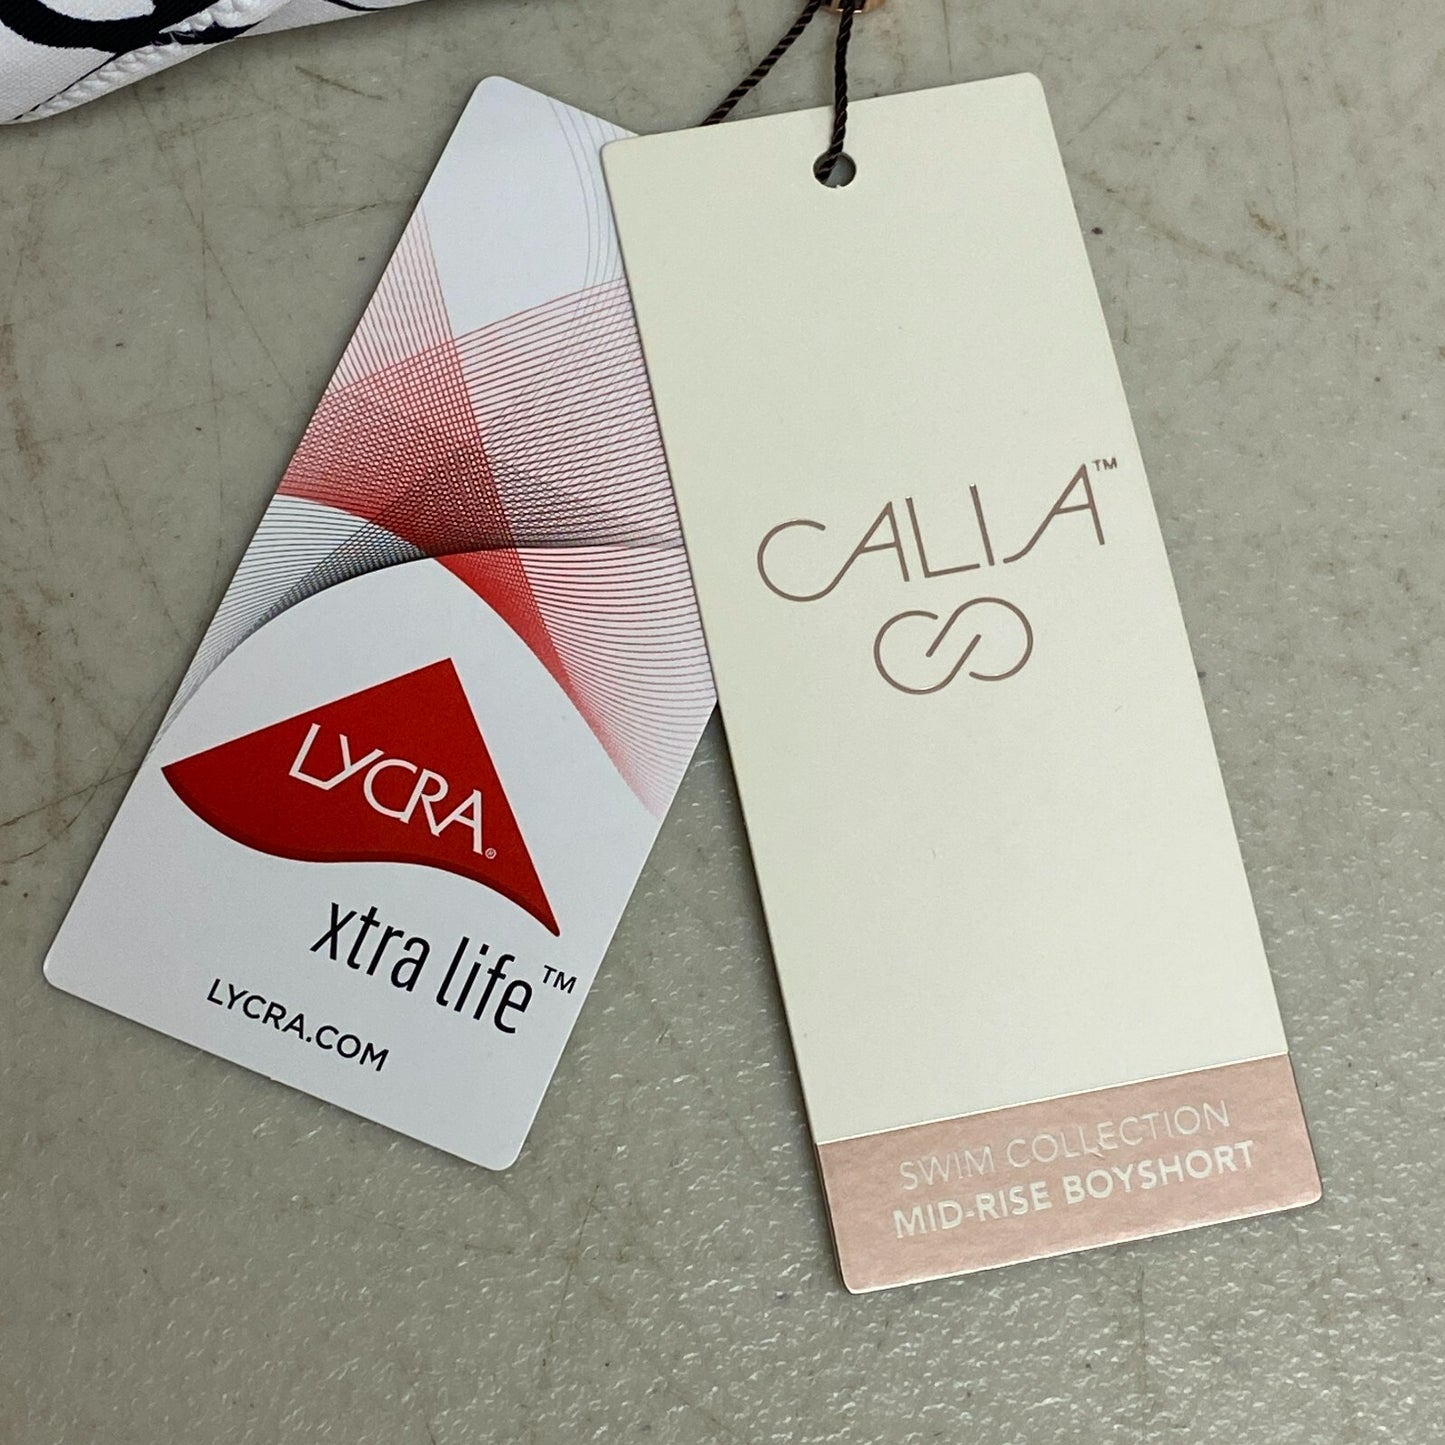 LYCRA®
xtra life™
LYCRA.COM
CALIA™
SWIM COLLECTION
MID-RISE BOYSHORT